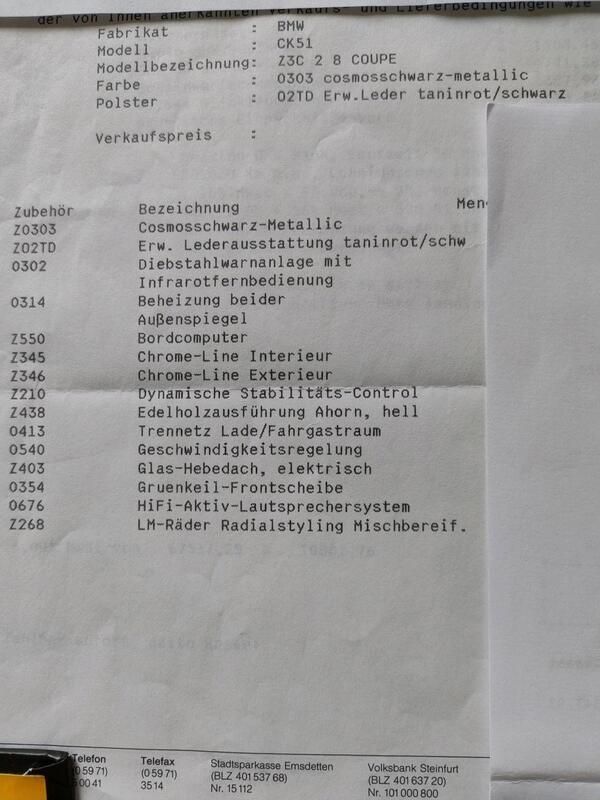 der von Ihnen anerkannten Verkaufs- und Lieferbedingungen wie
Fabrikat : BMW
Modell : CK51
Modellbezeichnung: Z3C 2 8 COUPE
Farbe : 0303 cosmosschwarz-metallic
Polster : 02TD Erw.Leder taninrot/schwarz
Verkaufspreis :
Zubehör Bezeichnung
Z0303 Cosmosschwarz-Metallic
Z02TD Erw. Lederausstattung taninrot/schw
0302 Diebstahlwarnanlage mit
Infrarotfernbedienung
0314 Beheizung beider
Außenspiegel
Z550 Bordcomputer
Z345 Chrome-Line Interieur
Z346 Chrome-Line Exterieur
Z210 Dynamische Stabilitäts-Control
Z438 Edelholzausführung Ahorn, hell
0413 Trennetz Lade/Fahrgastraum
0540 Geschwindigkeitsregelung
Z403 Glas-Hebedach, elektrisch
0354 Gruenkeil-Frontscheibe
0676 HiFi-Aktiv-Lautsprechersystem
Z268 LM-Räder Radialstyling Mischbereif.
Telefon Telefax Stadtsparkasse Emsdetten Volksbank Steinfurt
(0 59 71) (0 59 71) (BLZ 401 537 68) (BLZ 401 637 20)
00 41 35 14 Nr. 15 112 Nr. 101 000 800